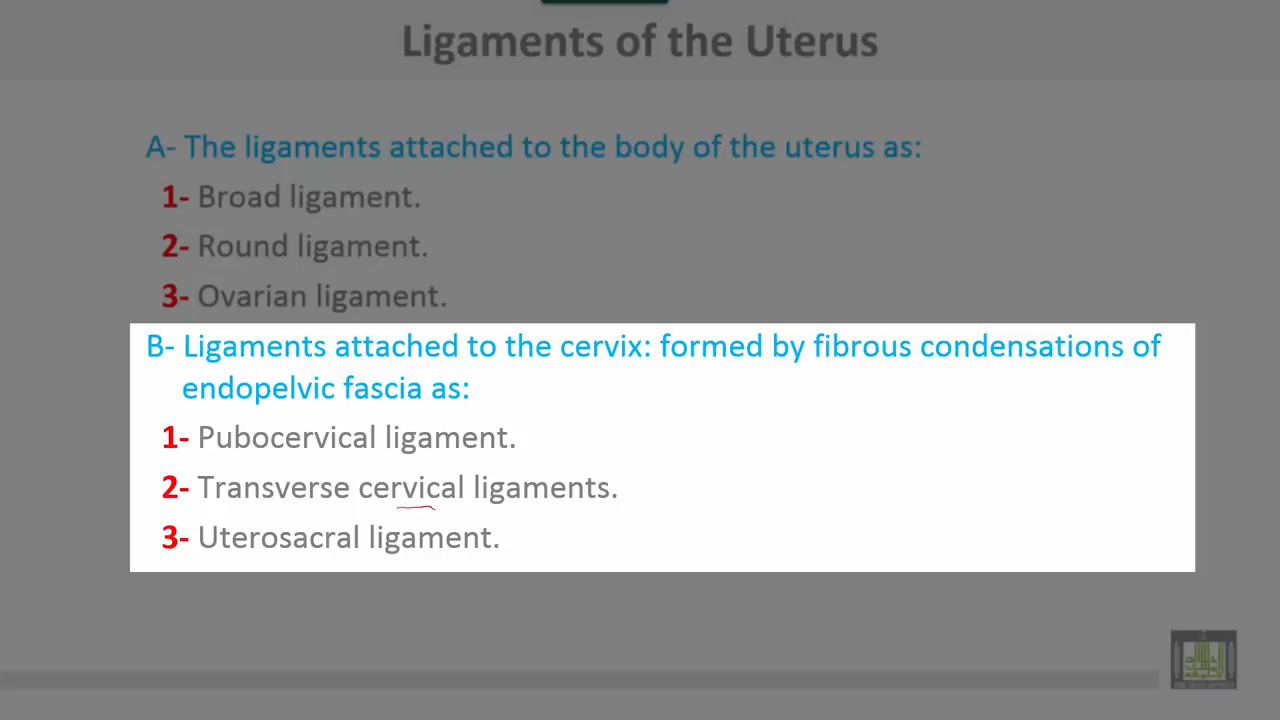 Ligaments of the Uterus
A- The ligaments attached to the body of the uterus as:
1- Broad ligament.
2- Round ligament.
3- Ovarian ligament.
B- Ligaments attached to the cervix: formed by fibrous condensations of
endopelvic fascia as:
1- Pubocervical ligament.
2- Transverse cervical ligaments.
3- Uterosacral ligament.